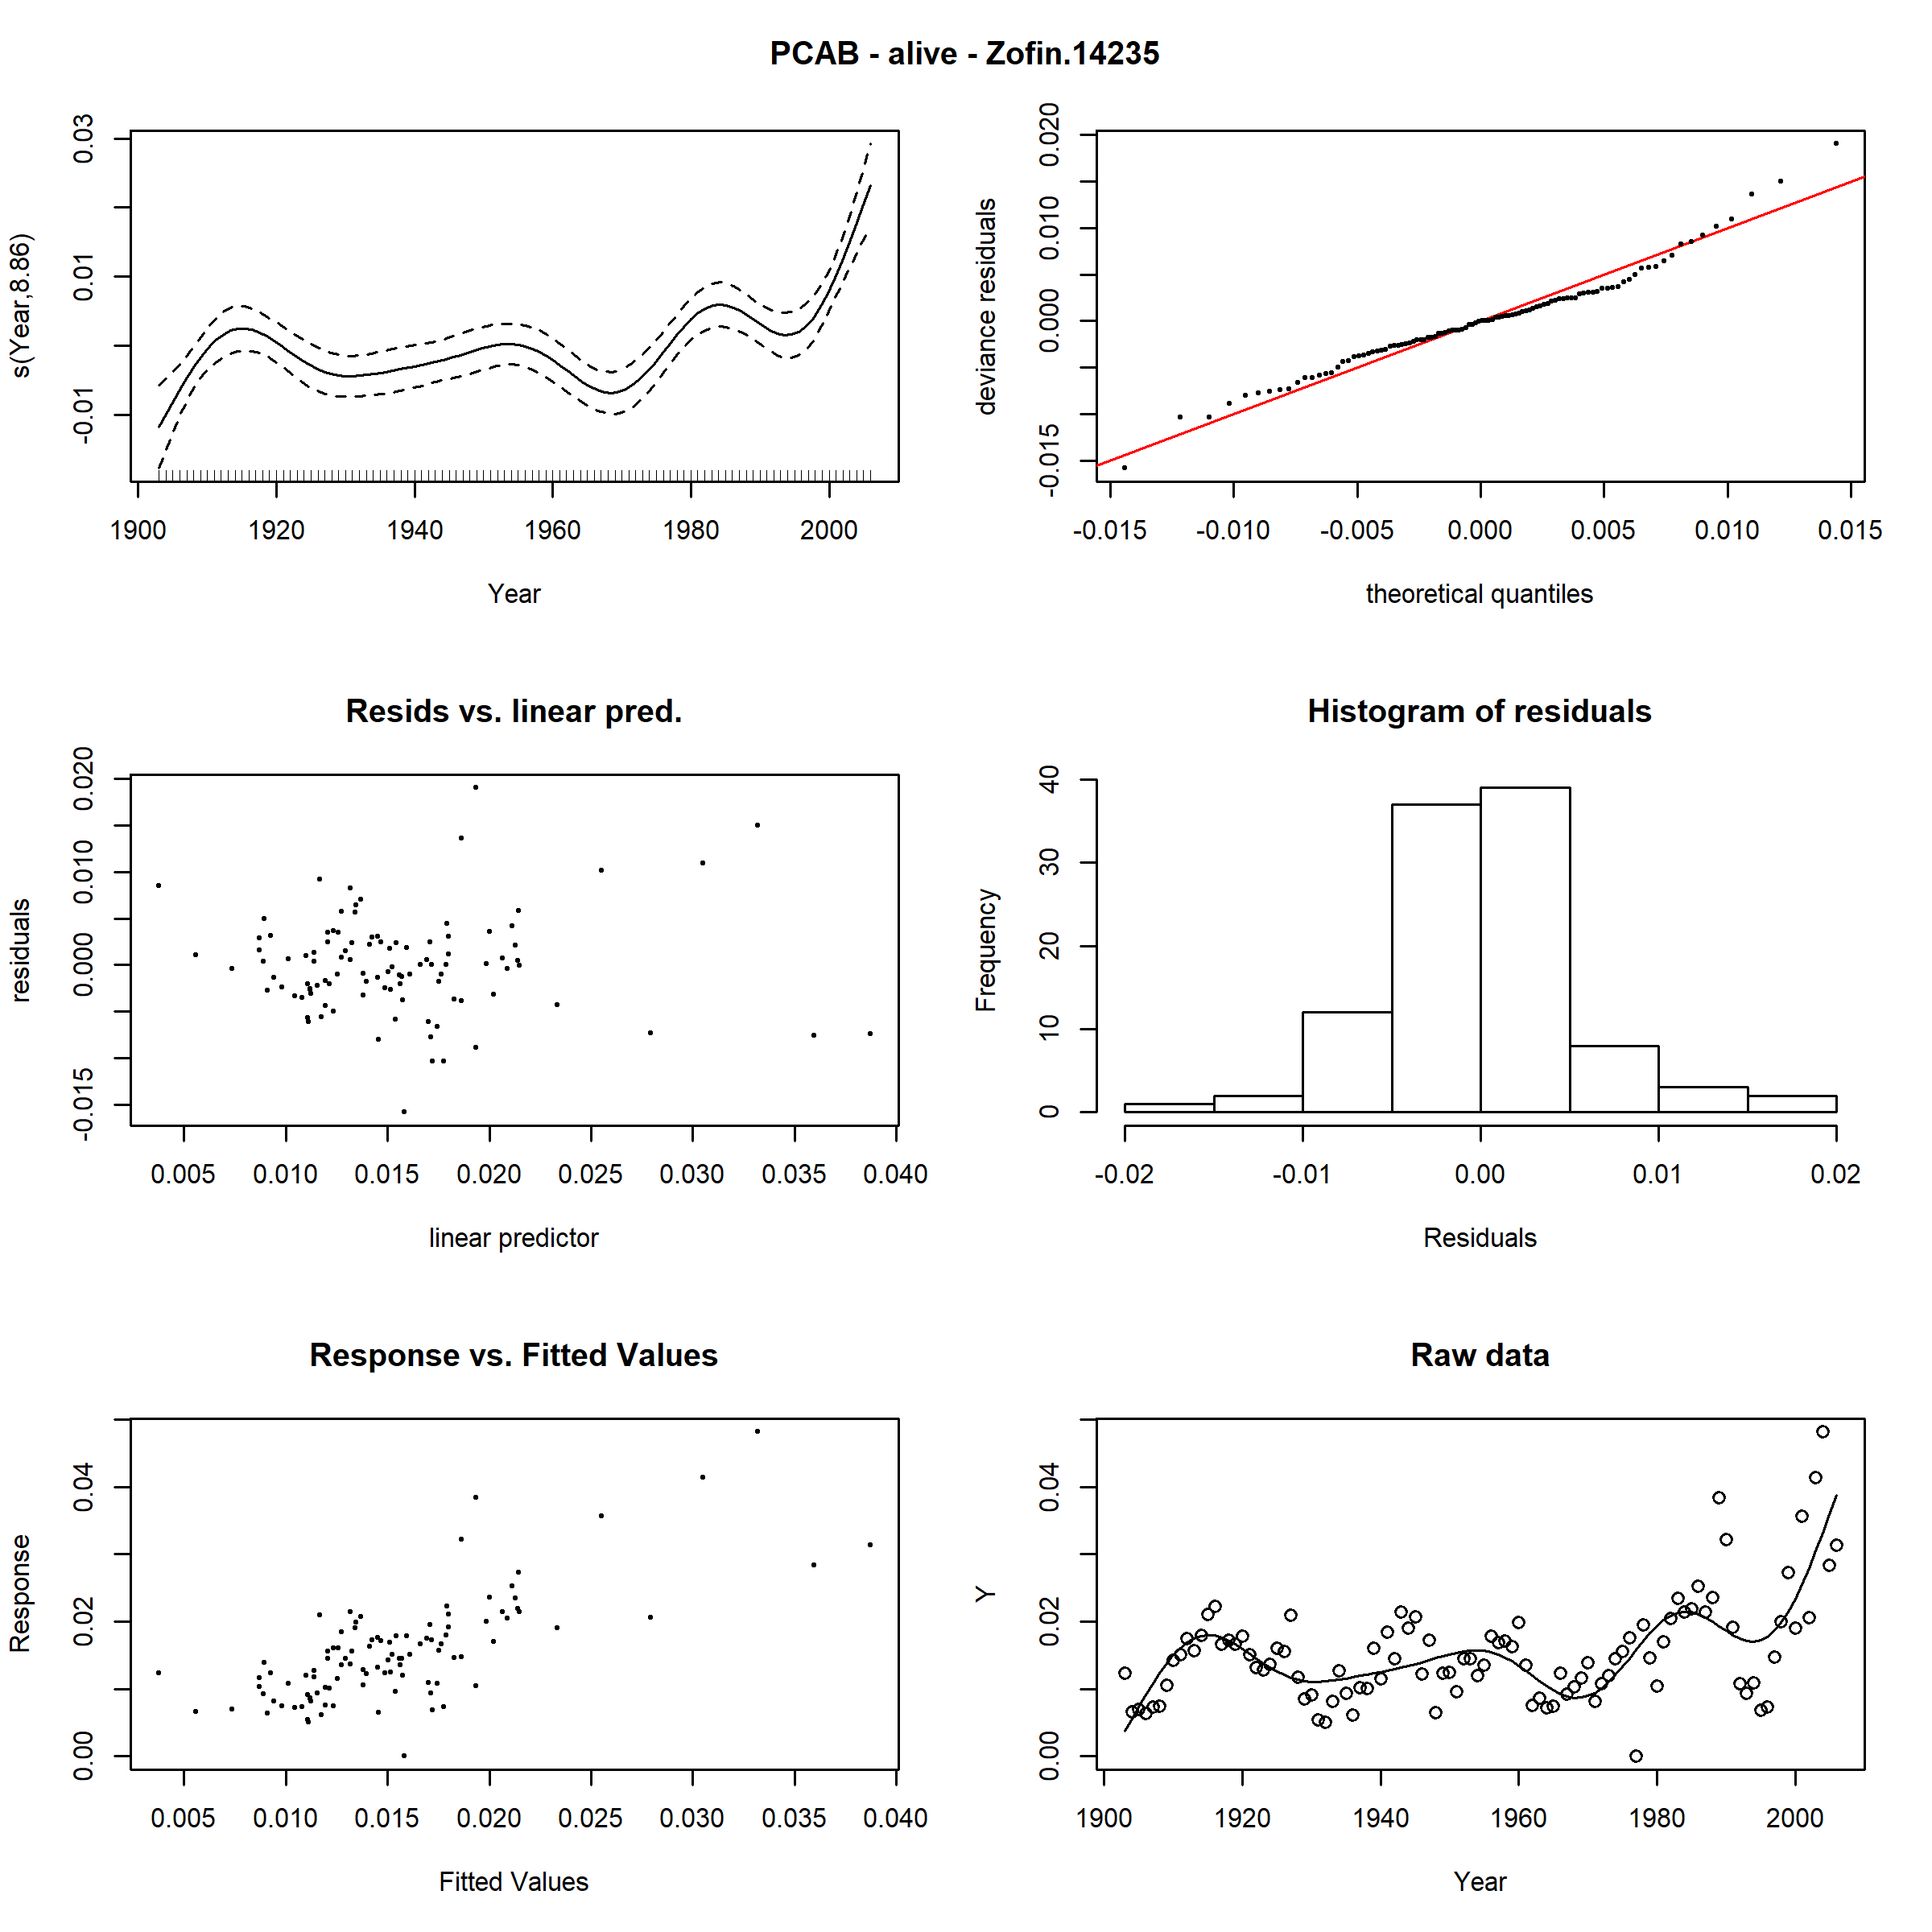 PCAB - alive - Zofin.14235
s(Year,8.86)
-0.01 0.01 0.03
1900 1920 1940 1960 1980 2000
Year
deviance residuals
-0.015 0.000 0.010 0.020
-0.015 -0.010 -0.005 0.000 0.005 0.010 0.015
theoretical quantiles
Resids vs. linear pred.
residuals
-0.015 0.000 0.010 0.020
0.005 0.010 0.015 0.020 0.025 0.030 0.035 0.040
linear predictor
Histogram of residuals
Frequency
0 10 20 30 40
-0.02 -0.01 0.00 0.01 0.02
Residuals
Response vs. Fitted Values
Response
0.00 0.02 0.04
0.005 0.010 0.015 0.020 0.025 0.030 0.035 0.040
Fitted Values
Raw data
Y
0.00 0.02 0.04
1900 1920 1940 1960 1980 2000
Year